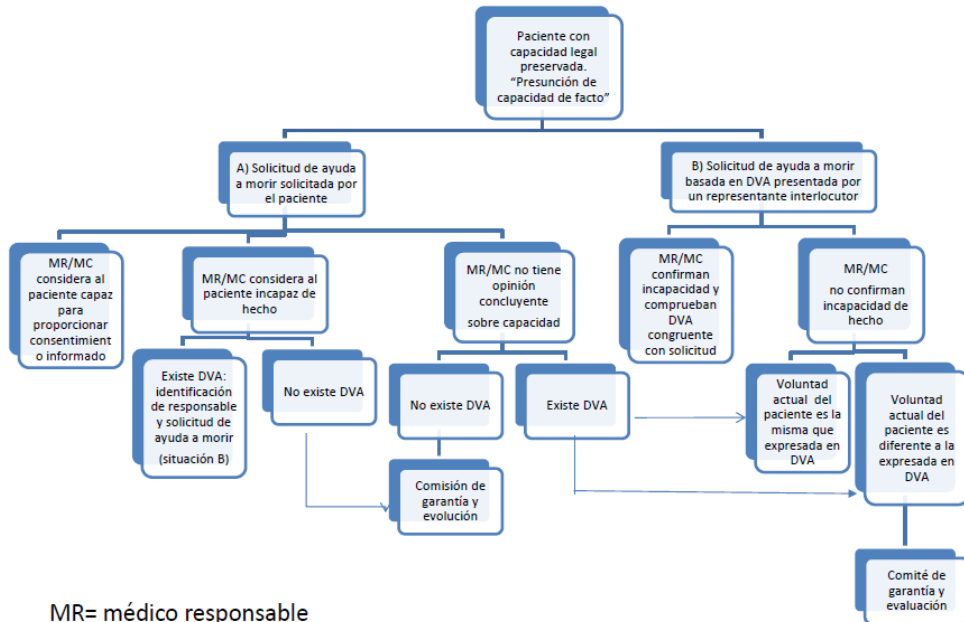 Paciente con
capacidad legal
preservada.
“Presunción de
capacidad de facto”
A) Solicitud de ayuda
a morir solicitada por
el paciente
B) Solicitud de ayuda a morir
basada en DVA presentada por
un representante interlocutor
MR/MC
considera al
paciente capaz
para
proporcionar
consentimient
o informado
MR/MC considera al
paciente incapaz de
hecho
MR/MC no tiene
opinión
concluyente
sobre capacidad
MR/MC
confirman
incapacidad y
comprueban
DVA
congruente
con solicitud
MR/MC
no confirman
incapacidad de
hecho
Existe DVA:
identificación
de responsable
y solicitud de
ayuda a morir
(situación B)
No existe DVA
No existe DVA
Existe DVA
Voluntad
actual del
paciente es la
misma que
expresada en
DVA
Voluntad
actual del
paciente es
diferente a la
expresada en
DVA
Comisión de
garantía y
evolución
Comité de
garantía y
evaluación
MR= médico responsable